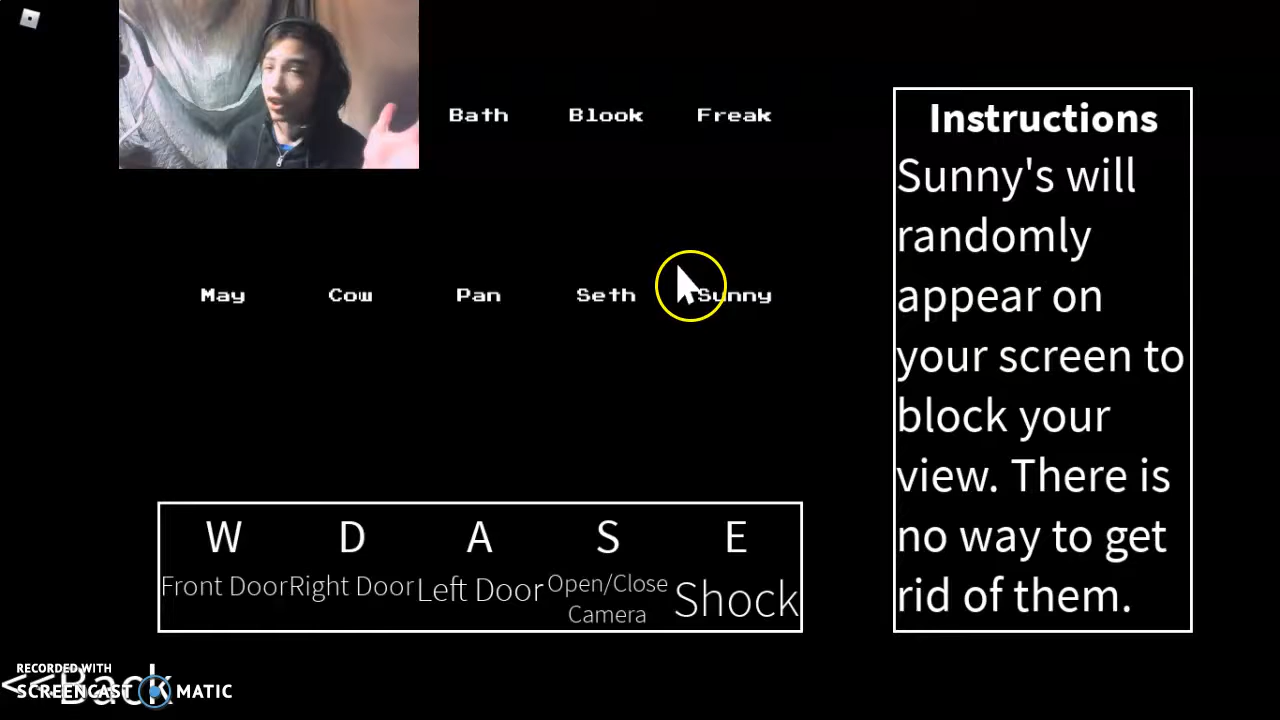 Bath Blook Freak
May Cow Pan Seth Sunny
Instructions
Sunny's will
randomly
appear on
your screen to
block your
view. There is
no way to get
rid of them.
W D A S E
Front Door Right Door Left Door Open/Close Camera Shock
<<Back
RECORDED WITH
SCREENCAST MATIC